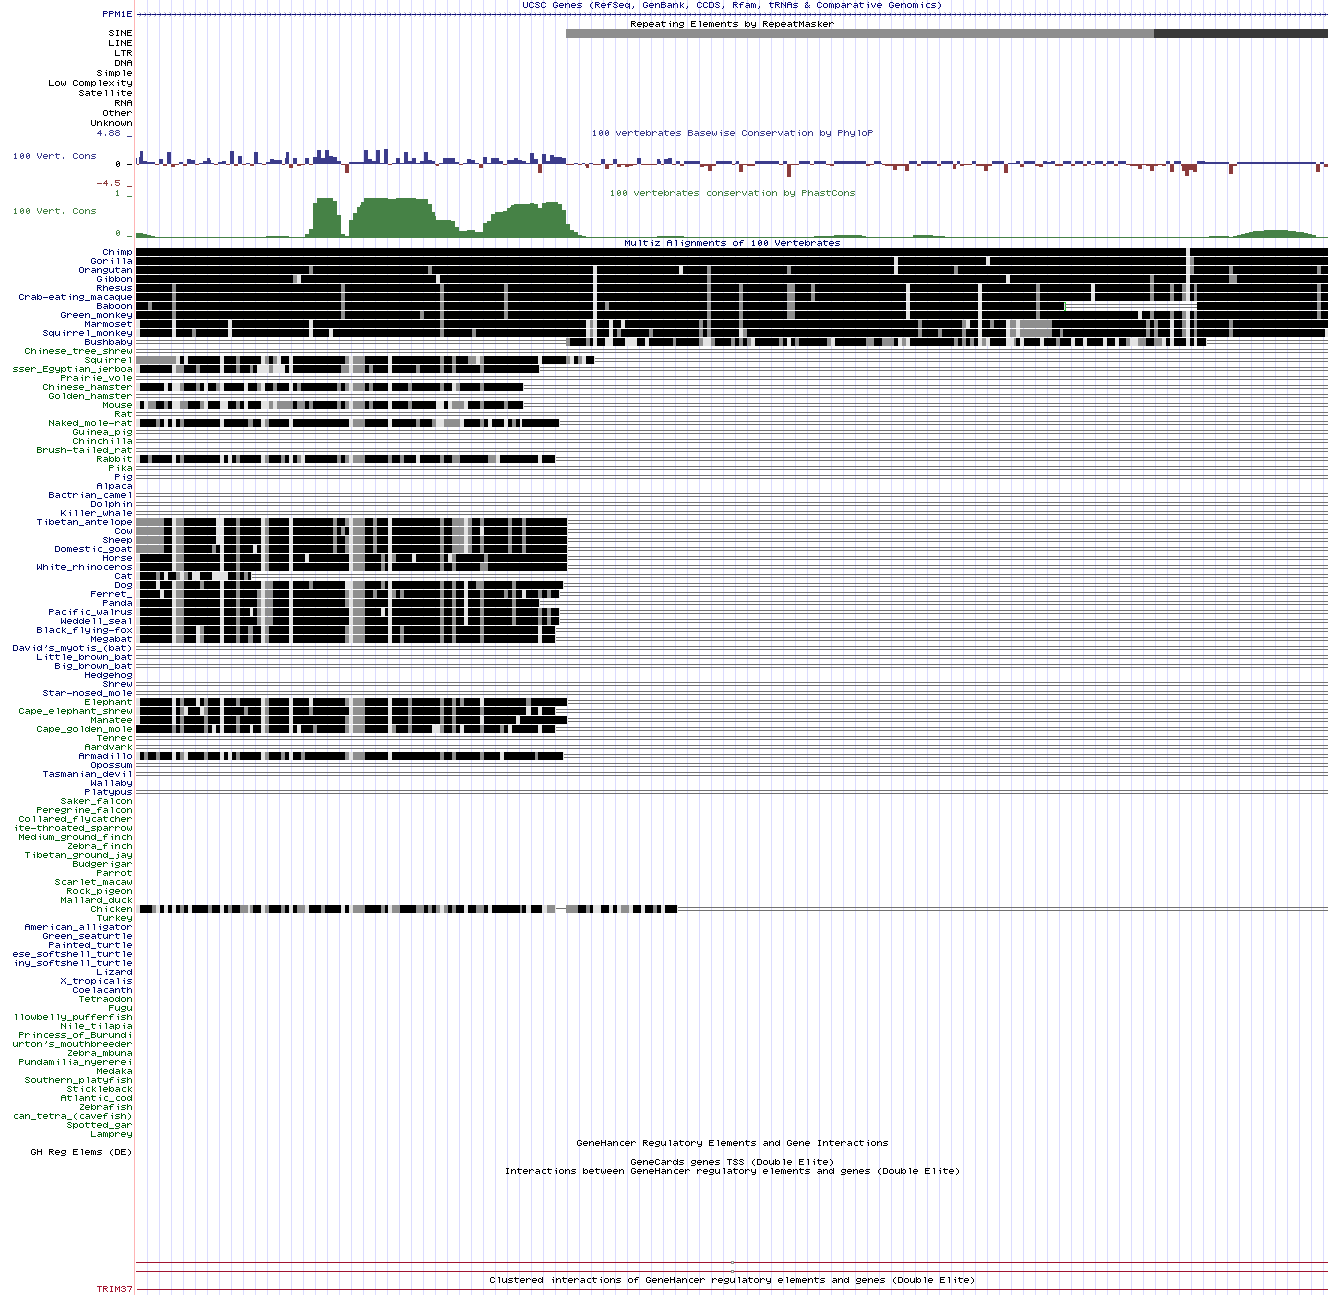 UCSC Genes (RefSeq, GenBank, CCDS, Rfam, tRNAs & Comparative Genomics)
PPM1E
Repeating Elements by RepeatMasker
SINE
LINE
LTR
DNA
Simple
Low Complexity
Satellite
RNA
Other
Unknown
4.88 _
100 vertebrates Basewise Conservation by PhyloP
100 Vert. Cons
0 _
-4.5 _
1 _
100 vertebrates conservation by PhastCons
100 Vert. Cons
0 _
Multiz Alignments of 100 Vertebrates
Chimp
Gorilla
Orangutan
Gibbon
Rhesus
Crab-eating_macaque
Baboon
Green_monkey
Marmoset
Squirrel_monkey
Bushbaby
Chinese_tree_shrew
Squirrel
sser_Egyptian_jerboa
Prairie_vole
Chinese_hamster
Golden_hamster
Mouse
Rat
Naked_mole-rat
Guinea_pig
Chinchilla
Brush-tailed_rat
Rabbit
Pika
Pig
Alpaca
Bactrian_camel
Dolphin
Killer_whale
Tibetan_antelope
Cow
Sheep
Domestic_goat
Horse
White_rhinoceros
Cat
Dog
Ferret_
Panda
Pacific_walrus
Weddell_seal
Black_flying-fox
Megabat
David's_myotis_(bat)
Little_brown_bat
Big_brown_bat
Hedgehog
Shrew
Star-nosed_mole
Elephant
Cape_elephant_shrew
Manatee
Cape_golden_mole
Tenrec
Aardvark
Armadillo
Opossum
Tasmanian_devil
Wallaby
Platypus
Saker_falcon
Peregrine_falcon
Collared_flycatcher
ite-throated_sparrow
Medium_ground_finch
Zebra_finch
Tibetan_ground_jay
Budgerigar
Parrot
Scarlet_macaw
Rock_pigeon
Mallard_duck
Chicken
Turkey
American_alligator
Green_seaturtle
Painted_turtle
ese_softshell_turtle
iny_softshell_turtle
Lizard
X_tropicalis
Coelacanth
Tetraodon
Fugu
llowbelly_pufferfish
Nile_tilapia
Princess_of_Burundi
urton's_mouthbreeder
Zebra_mbuna
Pundamilia_nyererei
Medaka
Southern_platyfish
Stickleback
Atlantic_cod
Zebrafish
can_tetra_(cavefish)
Spotted_gar
Lamprey
GeneHancer Regulatory Elements and Gene Interactions
GH Reg Elems (DE)
GeneCards genes TSS (Double Elite)
Interactions between GeneHancer regulatory elements and genes (Double Elite)
Clustered interactions of GeneHancer regulatory elements and genes (Double Elite)
TRIM37